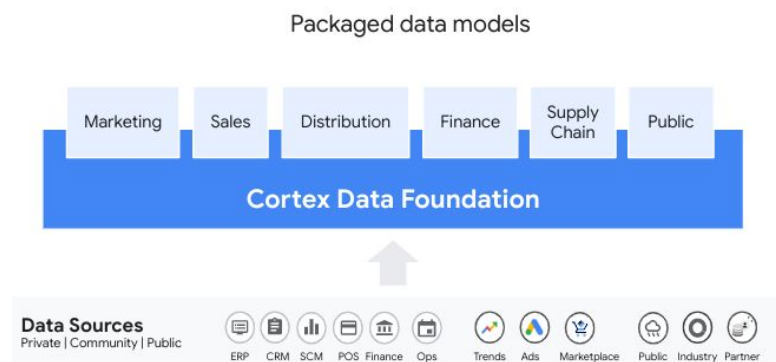 Packaged data models
Marketing
Sales
Distribution
Finance
Supply
Chain
Public
Cortex Data Foundation
Data Sources
Private | Community | Public
ERP
CRM
SCM
POS
Finance
Ops
Trends
Ads
Marketplace
Public
Industry
Partner